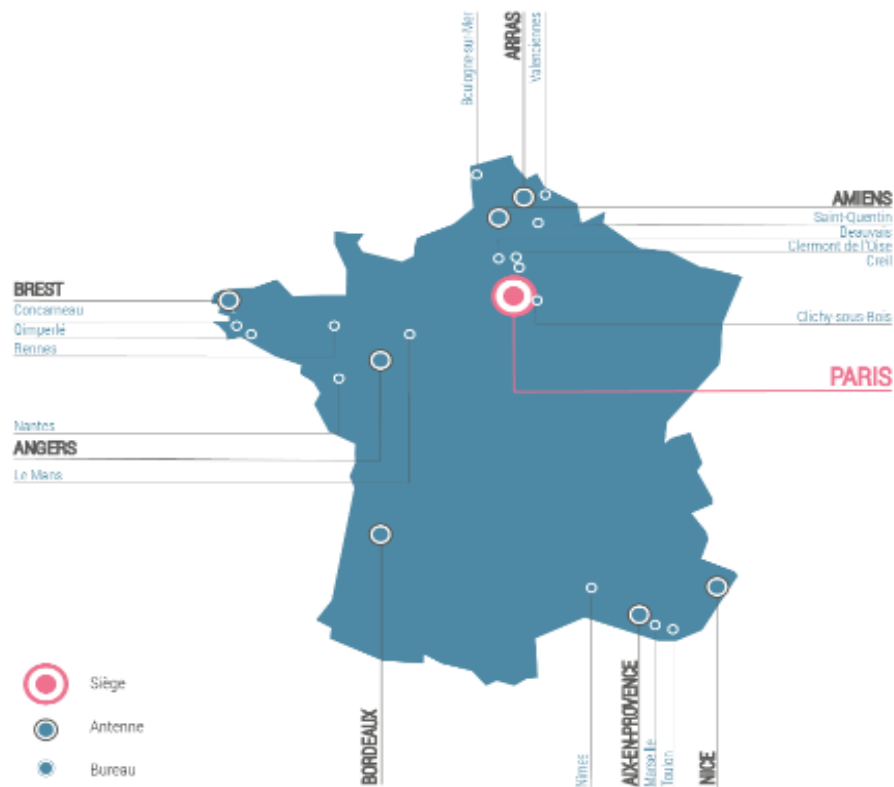 Boulogne-sur-Mer
ARRAS
Valenciennes
AMIENS
Saint-Quentin
Beauvais
Clermont de l'Oise
Creil
BREST
Concarneau
Qimperlé
Rennes
Clichy-sous-Bois
PARIS
Nantes
ANGERS
Le Mans
Siège
Antenne
Bureau
BORDEAUX
Nîmes
AIX-EN-PROVENCE
Marseille
Toulon
NICE